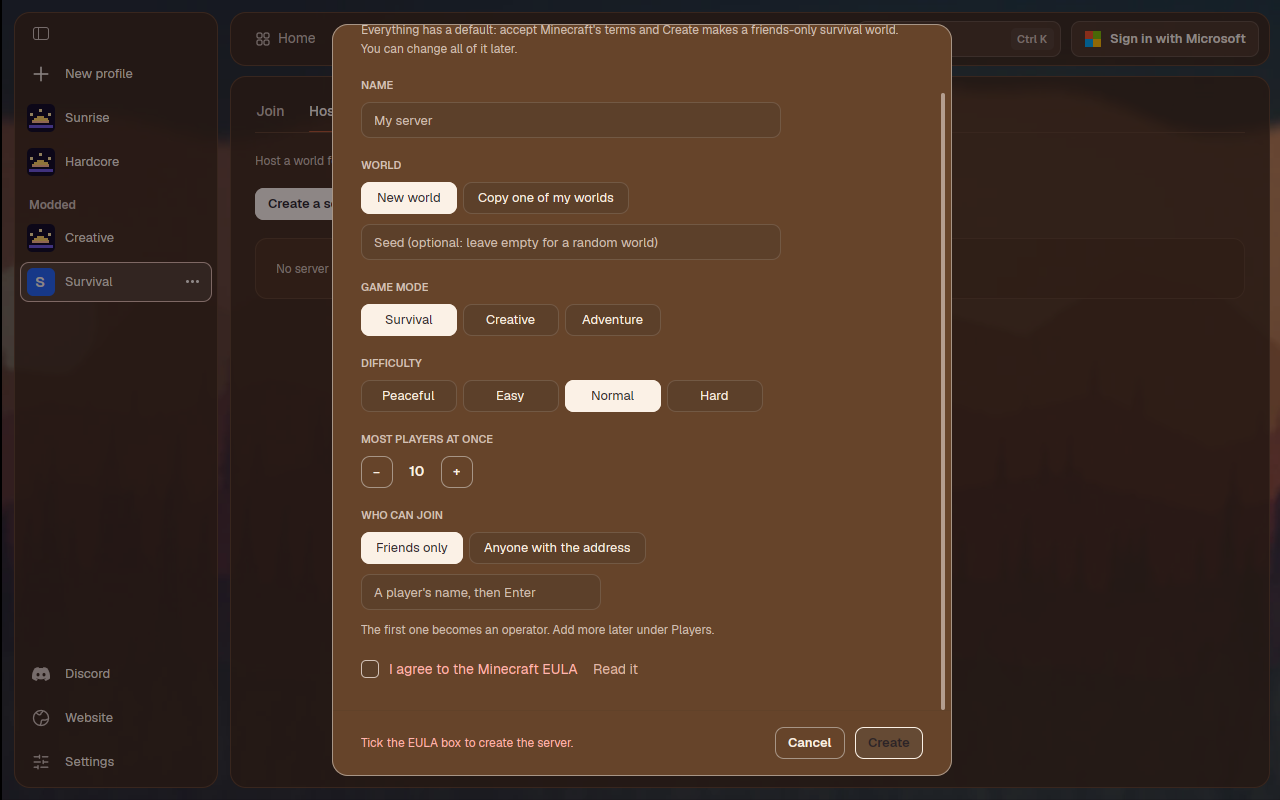 Home
Ctrl K
Sign in with Microsoft
New profile
Sunrise
Hardcore
Modded
Creative
S
Survival
Discord
Website
Settings
Join
Hos
Host a world f
Create a se
No server
Everything has a default: accept Minecraft's terms and Create makes a friends-only survival world.
You can change all of it later.
NAME
My server
WORLD
New world
Copy one of my worlds
Seed (optional: leave empty for a random world)
GAME MODE
Survival
Creative
Adventure
DIFFICULTY
Peaceful
Easy
Normal
Hard
MOST PLAYERS AT ONCE
–
10
+
WHO CAN JOIN
Friends only
Anyone with the address
A player's name, then Enter
The first one becomes an operator. Add more later under Players.
I agree to the Minecraft EULA
Read it
Tick the EULA box to create the server.
Cancel
Create